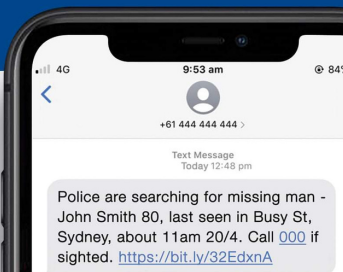 4G 9:53 am 84%
+61 444 444 444 >
Text Message
Today 12:48 pm
Police are searching for missing man -
John Smith 80, last seen in Busy St,
Sydney, about 11am 20/4. Call 000 if
sighted. https://bit.ly/32EdxnA